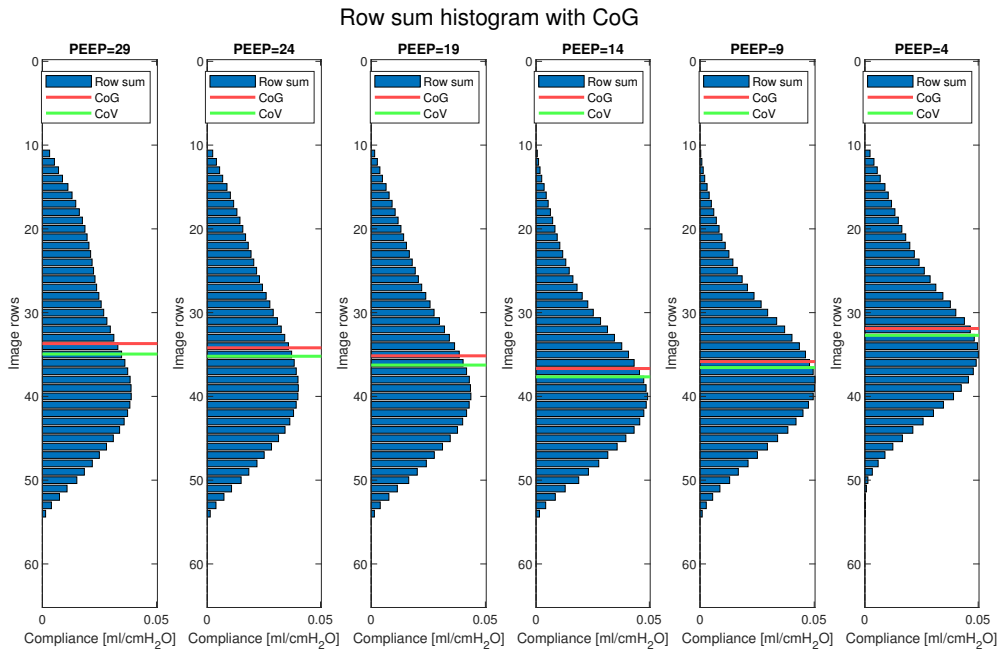 Row sum histogram with CoG
PEEP=29
0
10
20
30
40
50
60
Image rows
Row sum
CoG
CoV
0
0.05
Compliance [ml/cmH2O]
PEEP=24
0
10
20
30
40
50
60
Image rows
Row sum
CoG
CoV
0
0.05
Compliance [ml/cmH2O]
PEEP=19
0
10
20
30
40
50
60
Image rows
Row sum
CoG
CoV
0
0.05
Compliance [ml/cmH2O]
PEEP=14
0
10
20
30
40
50
60
Image rows
Row sum
CoG
CoV
0
0.05
Compliance [ml/cmH2O]
PEEP=9
0
10
20
30
40
50
60
Image rows
Row sum
CoG
CoV
0
0.05
Compliance [ml/cmH2O]
PEEP=4
0
10
20
30
40
50
60
Image rows
Row sum
CoG
CoV
0
0.05
Compliance [ml/cmH2O]